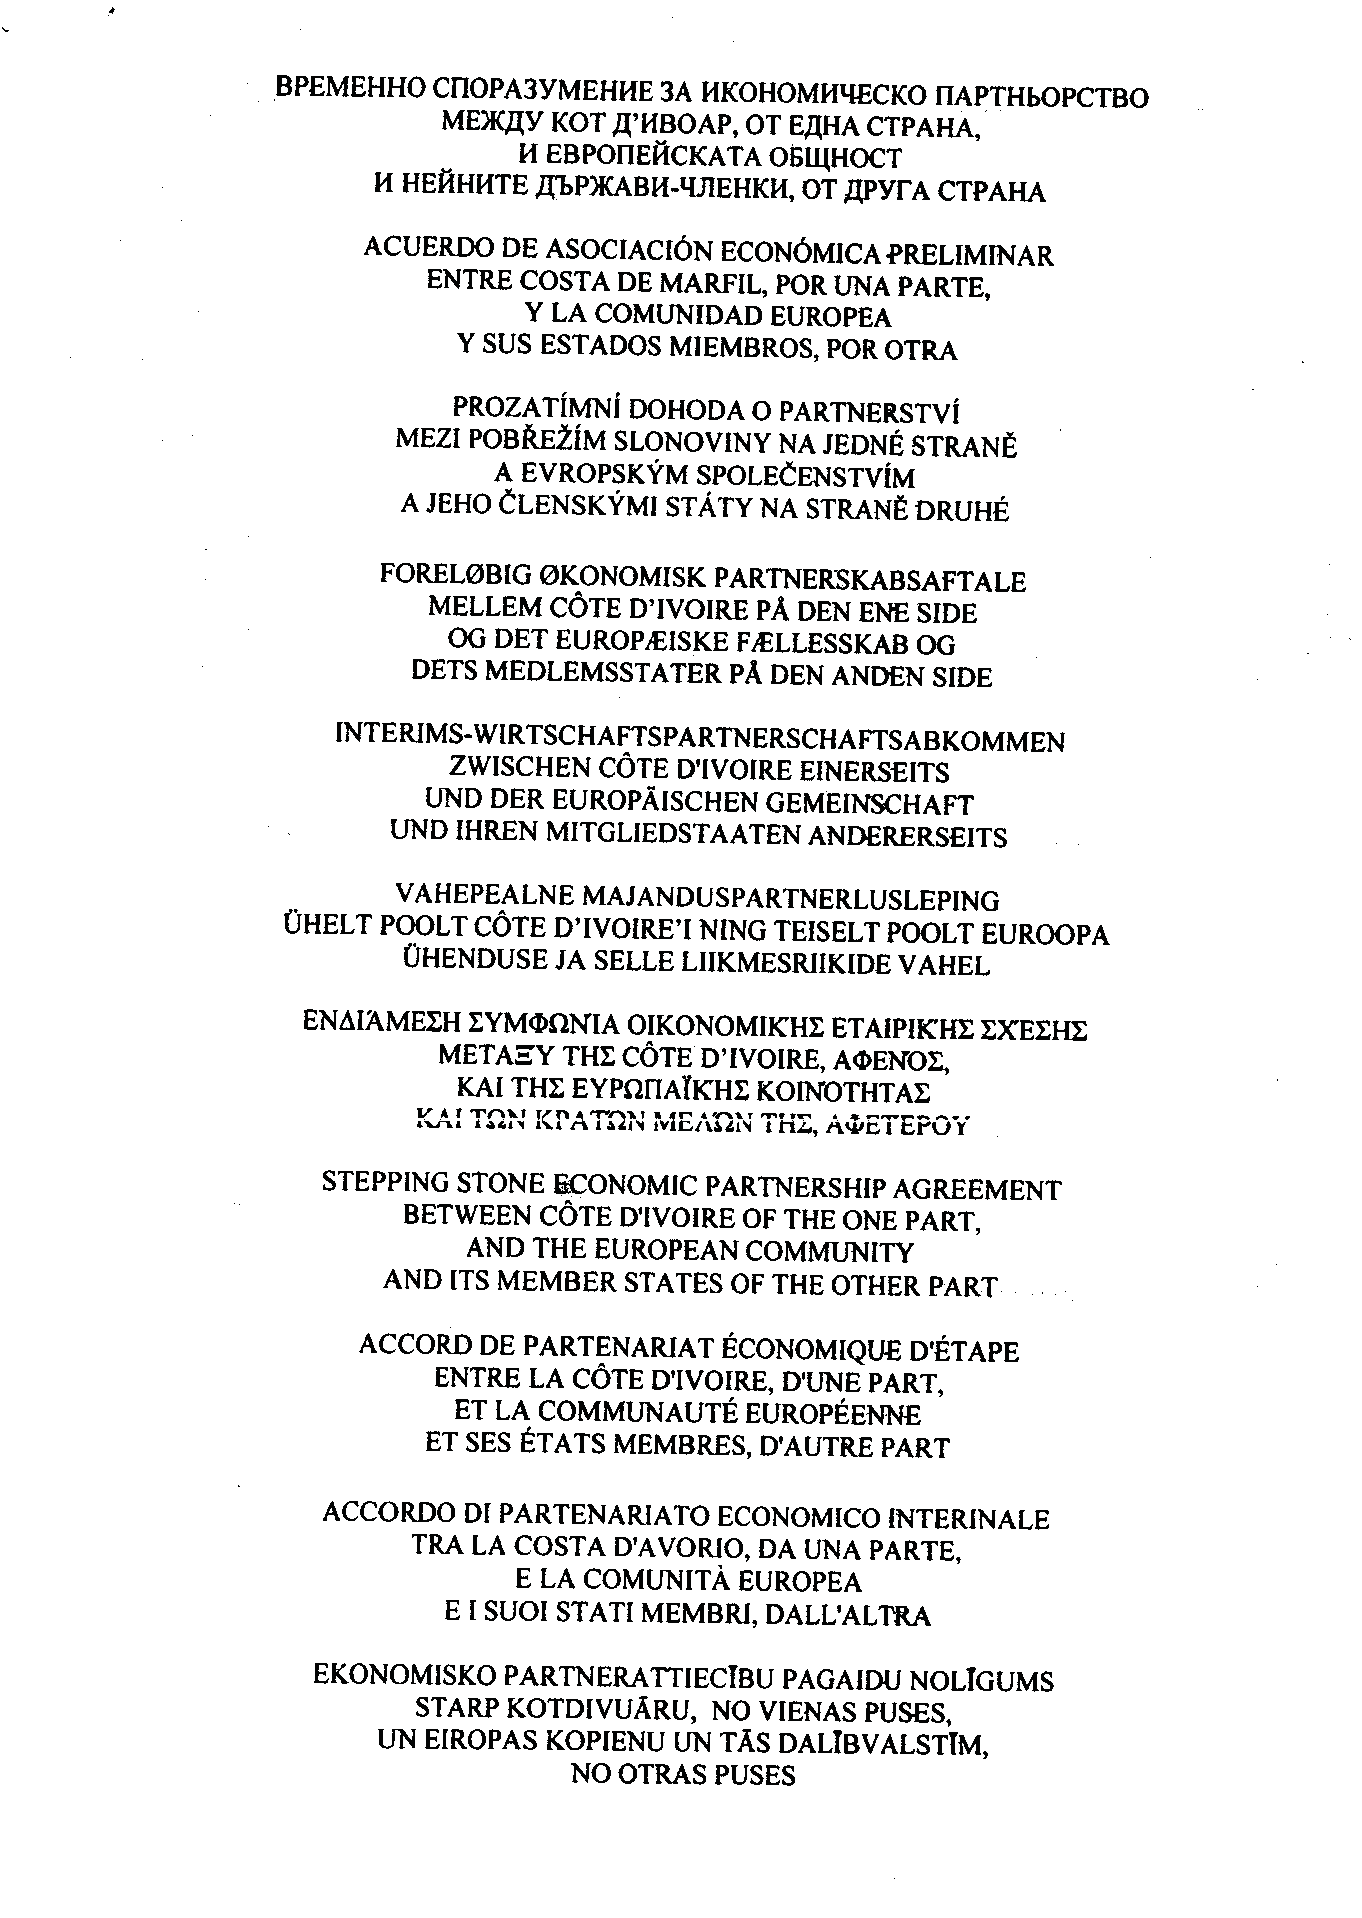 ВРЕМЕННО СПОРАЗУМЕНИЕ ЗА ИКОНОМИЧЕСКО ПАРТНЬОРСТВО
МЕЖДУ КОТ Д’ИВОАР, ОТ ЕДНА СТРАНА,
И ЕВРОПЕЙСКАТА ОБЩНОСТ
И НЕЙНИТЕ ДЪРЖАВИ-ЧЛЕНКИ, ОТ ДРУГА СТРАНА
ACUERDO DE ASOCIACIÓN ECONÓMICA PRELIMINAR
ENTRE COSTA DE MARFIL, POR UNA PARTE,
Y LA COMUNIDAD EUROPEA
Y SUS ESTADOS MIEMBROS, POR OTRA
PROZATÍMNÍ DOHODA O PARTNERSTVÍ
MEZI POBŘEŽÍM SLONOVINY NA JEDNÉ STRANĚ
A EVROPSKÝM SPOLEČENSTVÍM
A JEHO ČLENSKÝMI STÁTY NA STRANĚ DRUHÉ
FORELØBIG ØKONOMISK PARTNERSKABSAFTALE
MELLEM CÔTE D’IVOIRE PÅ DEN ENE SIDE
OG DET EUROPÆISKE FÆLLESSKAB OG
DETS MEDLEMSSTATER PÅ DEN ANDEN SIDE
INTERIMS-WIRTSCHAFTSPARTNERSCHAFTSABKOMMEN
ZWISCHEN CÔTE D'IVOIRE EINERSEITS
UND DER EUROPÄISCHEN GEMEINSCHAFT
UND IHREN MITGLIEDSTAATEN ANDERERSEITS
VAHEPEALNE MAJANDUSPARTNERLUSLEPING
ÜHELT POOLT CÔTE D’IVOIRE’I NING TEISELT POOLT EUROOPA
ÜHENDUSE JA SELLE LIIKMESRIIKIDE VAHEL
ΕΝΔΙΆΜΕΣΗ ΣΥΜΦΩΝΊΑ ΟΙΚΟΝΟΜΙΚΉΣ ΕΤΑΙΡΙΚΉΣ ΣΧΈΣΗΣ
ΜΕΤΑΞΎ ΤΗΣ CÔTE D’IVOIRE, ΑΦΕΝΌΣ,
ΚΑΙ ΤΗΣ ΕΥΡΩΠΑΪΚΉΣ ΚΟΙΝΌΤΗΤΑΣ
ΚΑΙ ΤΩΝ ΚΡΑΤΏΝ ΜΕΛΏΝ ΤΗΣ, ΑΦΕΤΈΡΟΥ
STEPPING STONE ECONOMIC PARTNERSHIP AGREEMENT
BETWEEN CÔTE D'IVOIRE OF THE ONE PART,
AND THE EUROPEAN COMMUNITY
AND ITS MEMBER STATES OF THE OTHER PART
ACCORD DE PARTENARIAT ÉCONOMIQUE D'ÉTAPE
ENTRE LA CÔTE D'IVOIRE, D'UNE PART,
ET LA COMMUNAUTÉ EUROPÉENNE
ET SES ÉTATS MEMBRES, D'AUTRE PART
ACCORDO DI PARTENARIATO ECONOMICO INTERINALE
TRA LA COSTA D'AVORIO, DA UNA PARTE,
E LA COMUNITÀ EUROPEA
E I SUOI STATI MEMBRI, DALL'ALTRA
EKONOMISKO PARTNERATTIECĪBU PAGAIDU NOLĪGUMS
STARP KOTDIVUĀRU, NO VIENAS PUSES,
UN EIROPAS KOPIENU UN TĀS DALĪBVALSTĪM,
NO OTRAS PUSES